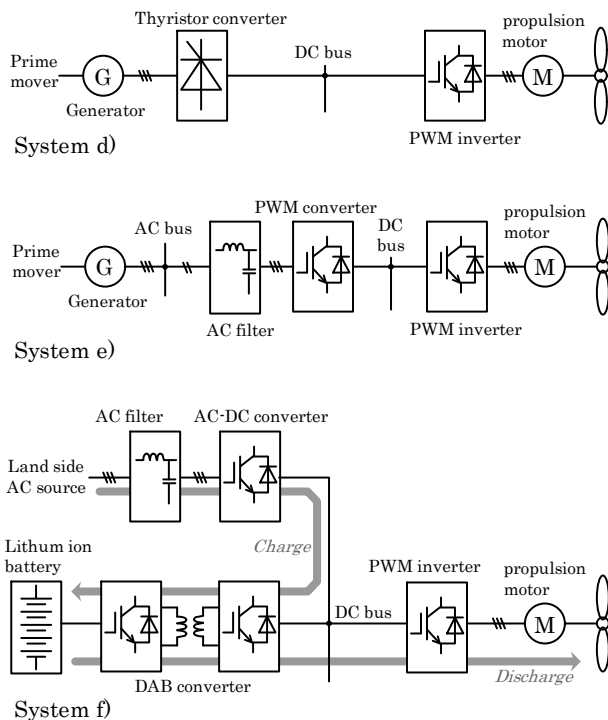 Thyristor converter
propulsion
motor
DC bus
Prime
mover
G
M
Generator
PWM inverter
System d)
PWM converter
propulsion
motor
AC bus
DC
bus
Prime
mover
G
M
Generator
AC filter
PWM inverter
System e)
AC filter
AC-DC converter
Land side
AC source
Charge
Lithum ion
battery
PWM inverter
propulsion
motor
DC bus
M
DAB converter
Discharge
System f)